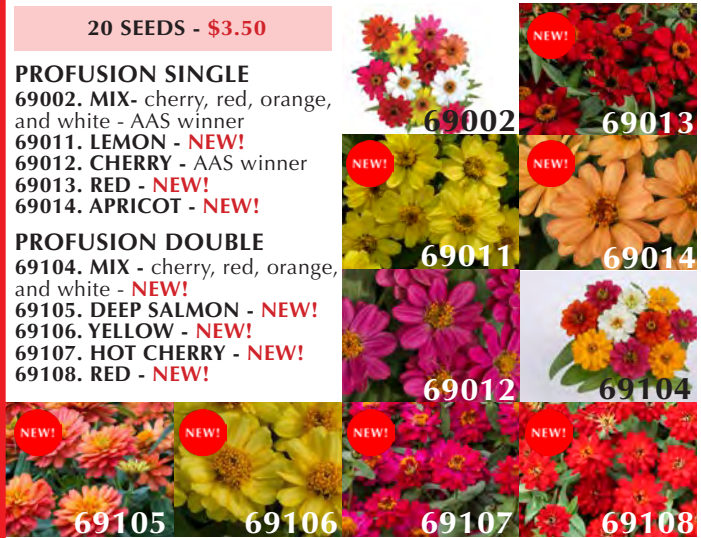 20 SEEDS - $3.50
PROFUSION SINGLE
69002. MIX- cherry, red, orange,
and white - AAS winner
69011. LEMON - NEW!
69012. CHERRY - AAS winner
69013. RED - NEW!
69014. APRICOT - NEW!
PROFUSION DOUBLE
69104. MIX - cherry, red, orange,
and white - NEW!
69105. DEEP SALMON - NEW!
69106. YELLOW - NEW!
69107. HOT CHERRY - NEW!
69108. RED - NEW!
69002
NEW!
69013
NEW!
69011
NEW!
69014
69012
69104
NEW!
69105
NEW!
69106
NEW!
69107
NEW!
69108